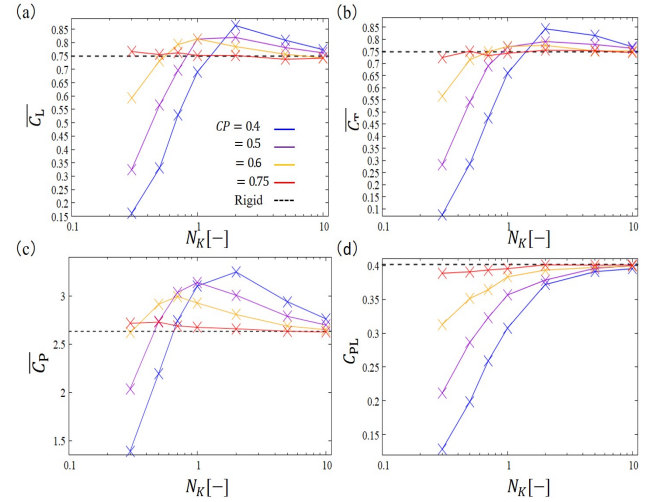 (a)
0.85
0.8
0.75
0.7
0.65
0.6
0.55
0.5
0.45
0.4
0.35
0.3
0.25
0.2
0.15
C̅L
CP = 0.4
= 0.5
= 0.6
= 0.75
Rigid
0.1 1 10
NK[-]
(b)
0.85
0.8
0.75
0.7
0.65
0.6
0.55
0.5
0.45
0.4
0.35
0.3
0.25
0.2
0.15
0.1
0.1 1 10
NK[-]
(c)
3
2.5
2
1.5
C̅P
0.1 1 10
NK[-]
(d)
0.4
0.35
0.3
0.25
0.2
0.15
CPL
0.1 1 10
NK[-]